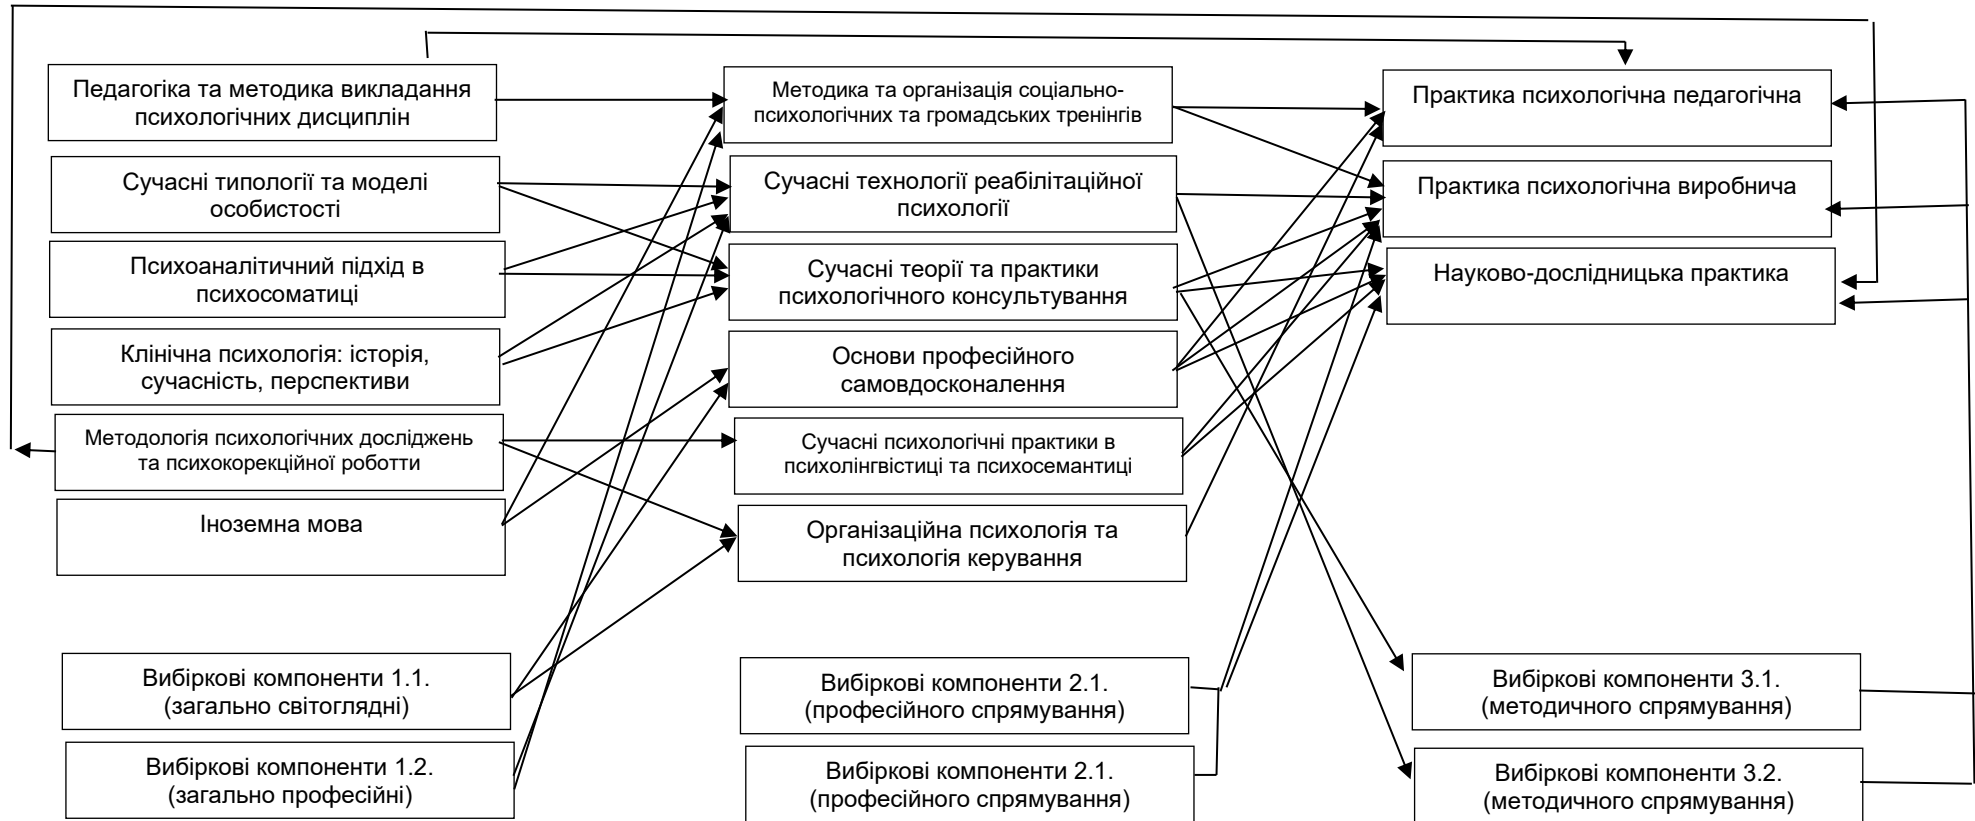 Педагогіка та методика викладання
психологічних дисциплін
Сучасні типології та моделі
особистості
Психоаналітичний підхід в
психосоматиці
Клінічна психологія: історія,
сучасність, перспективи
Методологія психологічних досліджень
та психокорекційної роботти
Іноземна мова
Вибіркові компоненти 1.1.
(загально світоглядні)
Вибіркові компоненти 1.2.
(загально професійні)
Методика та організація соціально-
психологічних та громадських тренінгів
Сучасні технології реабілітаційної
психології
Сучасні теорії та практики
психологічного консультування
Основи професійного
самовдосконалення
Сучасні психологічні практики в
психолінгвістиці та психосемантиці
Організаційна психологія та
психологія керування
Вибіркові компоненти 2.1.
(професійного спрямування)
Вибіркові компоненти 2.1.
(професійного спрямування)
Практика психологічна педагогічна
Практика психологічна виробнича
Науково-дослідницька практика
Вибіркові компоненти 3.1.
(методичного спрямування)
Вибіркові компоненти 3.2.
(методичного спрямування)